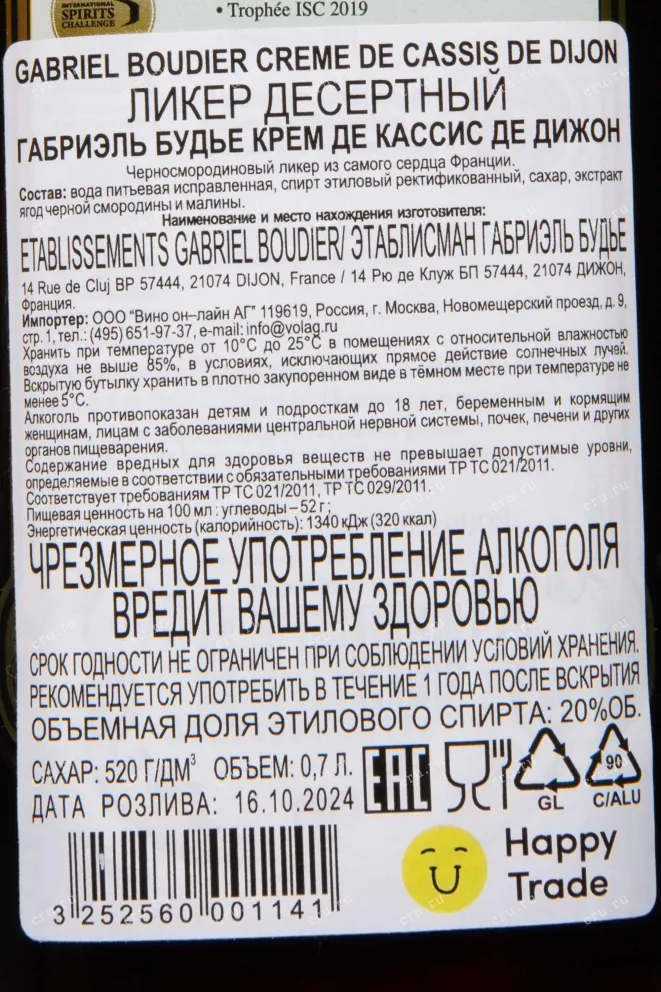 INTERNATIONAL
SPIRITS
CHALLENGE
• Trophée ISC 2019
GABRIEL BOUDIER CREME DE CASSIS DE DIJON
ЛИКЕР ДЕСЕРТНЫЙ
ГАБРИЭЛЬ БУДЬЕ КРЕМ ДЕ КАССИС ДЕ ДИЖОН
Черносмородиновый ликер из самого сердца Франции.
Состав: вода питьевая исправленная, спирт этиловый ректификованный, сахар, экстракт
ягод черной смородины и малины.
Наименование и место нахождения изготовителя:
ETABLISSEMENTS GABRIEL BOUDIER/ ЭТАБЛИСМАН ГАБРИЭЛЬ БУДЬЕ
14 Rue de Cluj BP 57444, 21074 DIJON, France / 14 Рю де Клуж БП 57444, 21074 ДИЖОН,
Франция.
Импортер: ООО "Вино он–лайн АГ" 119619, Россия, г. Москва, Новомещерский проезд, д. 9,
стр. 1, тел.: (495) 651-97-37, e-mail: info@volag.ru
Хранить при температуре от 10°С до 25°С в помещениях с относительной влажностью
воздуха не выше 85%, в условиях, исключающих прямое действие солнечных лучей.
Вскрытую бутылку хранить в плотно закупоренном виде в тёмном месте при температуре не
менее 5°С.
Алкоголь противопоказан детям и подросткам до 18 лет, беременным и кормящим
женщинам, лицам с заболеваниями центральной нервной системы, почек, печени и других
органов пищеварения.
Содержание вредных для здоровья веществ не превышает допустимые уровни,
определяемые в соответствии с обязательными требованиями ТР ТС 021/2011.
Соответствует требованиям ТР ТС 021/2011, ТР ТС 029/2011.
Пищевая ценность на 100 мл : углеводы – 52 г ;
Энергетическая ценность (калорийность): 1340 кДж (320 ккал)
ЧРЕЗМЕРНОЕ УПОТРЕБЛЕНИЕ АЛКОГОЛЯ
ВРЕДИТ ВАШЕМУ ЗДОРОВЬЮ
СРОК ГОДНОСТИ НЕ ОГРАНИЧЕН ПРИ СОБЛЮДЕНИИ УСЛОВИЙ ХРАНЕНИЯ.
РЕКОМЕНДУЕТСЯ УПОТРЕБИТЬ В ТЕЧЕНИЕ 1 ГОДА ПОСЛЕ ВСКРЫТИЯ
ОБЪЕМНАЯ ДОЛЯ ЭТИЛОВОГО СПИРТА: 20%ОБ.
САХАР: 520 Г/ДМ³ ОБЪЕМ: 0,7 Л.
ДАТА РОЗЛИВА: 16.10.2024
EAC
GL
90
C/ALU
Happy
Trade
3 252560 001141